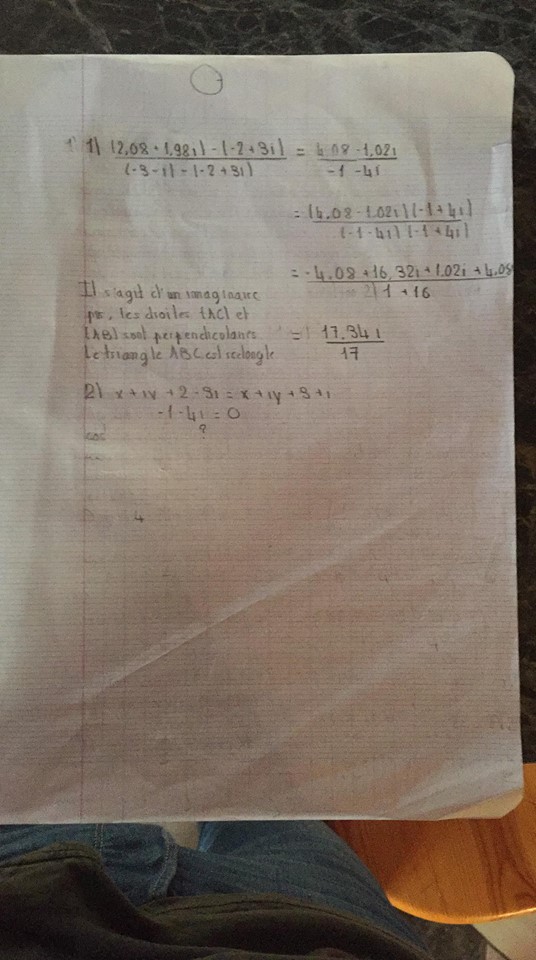 1) (2,08 + 1,98i) - (-2 + 3i) / (-3 - i) - (-2 + 3i) = 4,08 - 1,02i / -1 - 4i
= (4,08 - 1,02i)(-1 + 4i) / (-1 - 4i)(-1 + 4i)
= -4,08 + 16,32i + 1,02i + 4,08 / 1 + 16
Il s'agit d'un imaginaire
pur, les droites (AC) et
(AB) sont perpendiculaires
= 17,34i / 17
Le triangle ABC est rectangle
2) x + iy + 2 - 3i = x + iy + 3 + i
-1 - 4i = 0
?
4